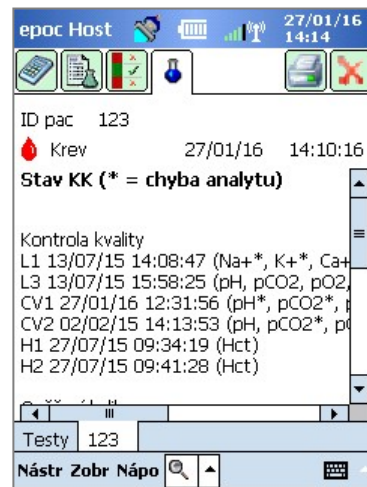 epoc Host 27/01/16
14:14
ID pac 123
Krev 27/01/16 14:10:16
Stav KK (* = chyba analytu)
Kontrola kvality
L1 13/07/15 14:08:47 (Na+*, K+*, Ca+
L3 13/07/15 15:58:25 (pH, pCO2, pO2,
CV1 27/01/16 12:31:56 (pH*, pCO2*,
CV2 02/02/15 14:13:53 (pH, pCO2*,
H1 27/07/15 09:34:19 (Hct)
H2 27/07/15 09:41:28 (Hct)
Testy 123
Nástr Zobr Nápo